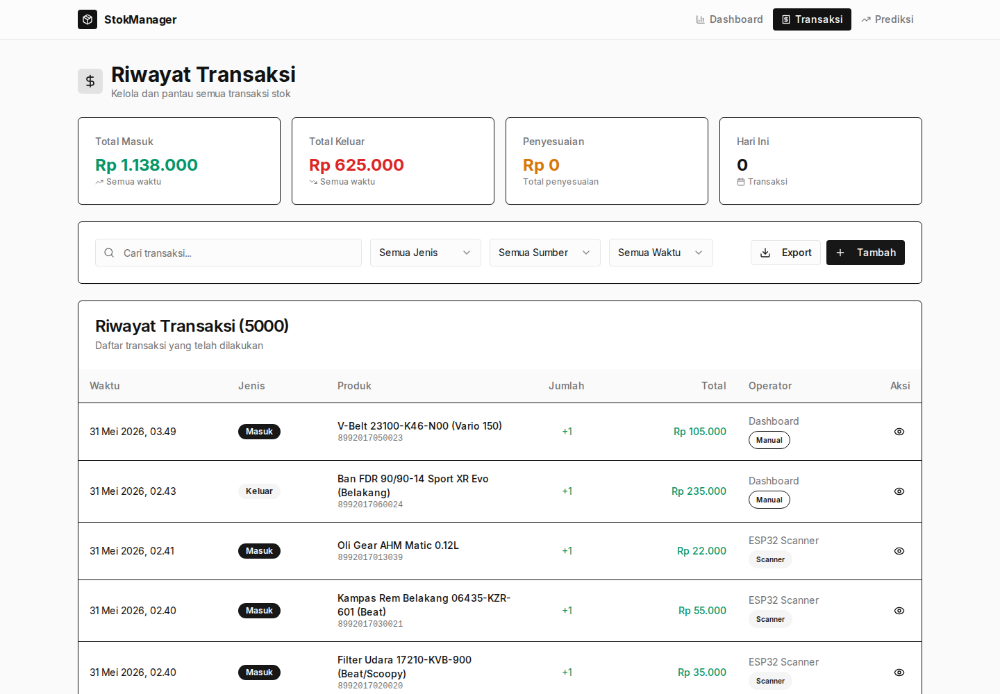 StokManager
Dashboard
Transaksi
Prediksi
Riwayat Transaksi
Kelola dan pantau semua transaksi stok
Total Masuk
Rp 1.138.000
Semua waktu
Total Keluar
Rp 625.000
Semua waktu
Penyesuaian
Rp 0
Total penyesuaian
Hari Ini
0
Transaksi
Cari transaksi...
Semua Jenis
Semua Sumber
Semua Waktu
Export
Tambah
Riwayat Transaksi (5000)
Daftar transaksi yang telah dilakukan
Waktu Jenis Produk Jumlah Total Operator Aksi
31 Mei 2026, 03.49
Masuk
V-Belt 23100-K46-N00 (Vario 150)
8992017050023
+1
Rp 105.000
Dashboard
Manual
31 Mei 2026, 02.43
Keluar
Ban FDR 90/90-14 Sport XR Evo
(Belakang)
8992017060024
+1
Rp 235.000
Dashboard
Manual
31 Mei 2026, 02.41
Masuk
Oli Gear AHM Matic 0.12L
8992017013039
+1
Rp 22.000
ESP32 Scanner
Scanner
31 Mei 2026, 02.40
Masuk
Kampas Rem Belakang 06435-KZR-
601 (Beat)
8992017030021
+1
Rp 55.000
ESP32 Scanner
Scanner
31 Mei 2026, 02.40
Masuk
Filter Udara 17210-KVB-900
(Beat/Scoopy)
8992017020020
+1
Rp 35.000
ESP32 Scanner
Scanner